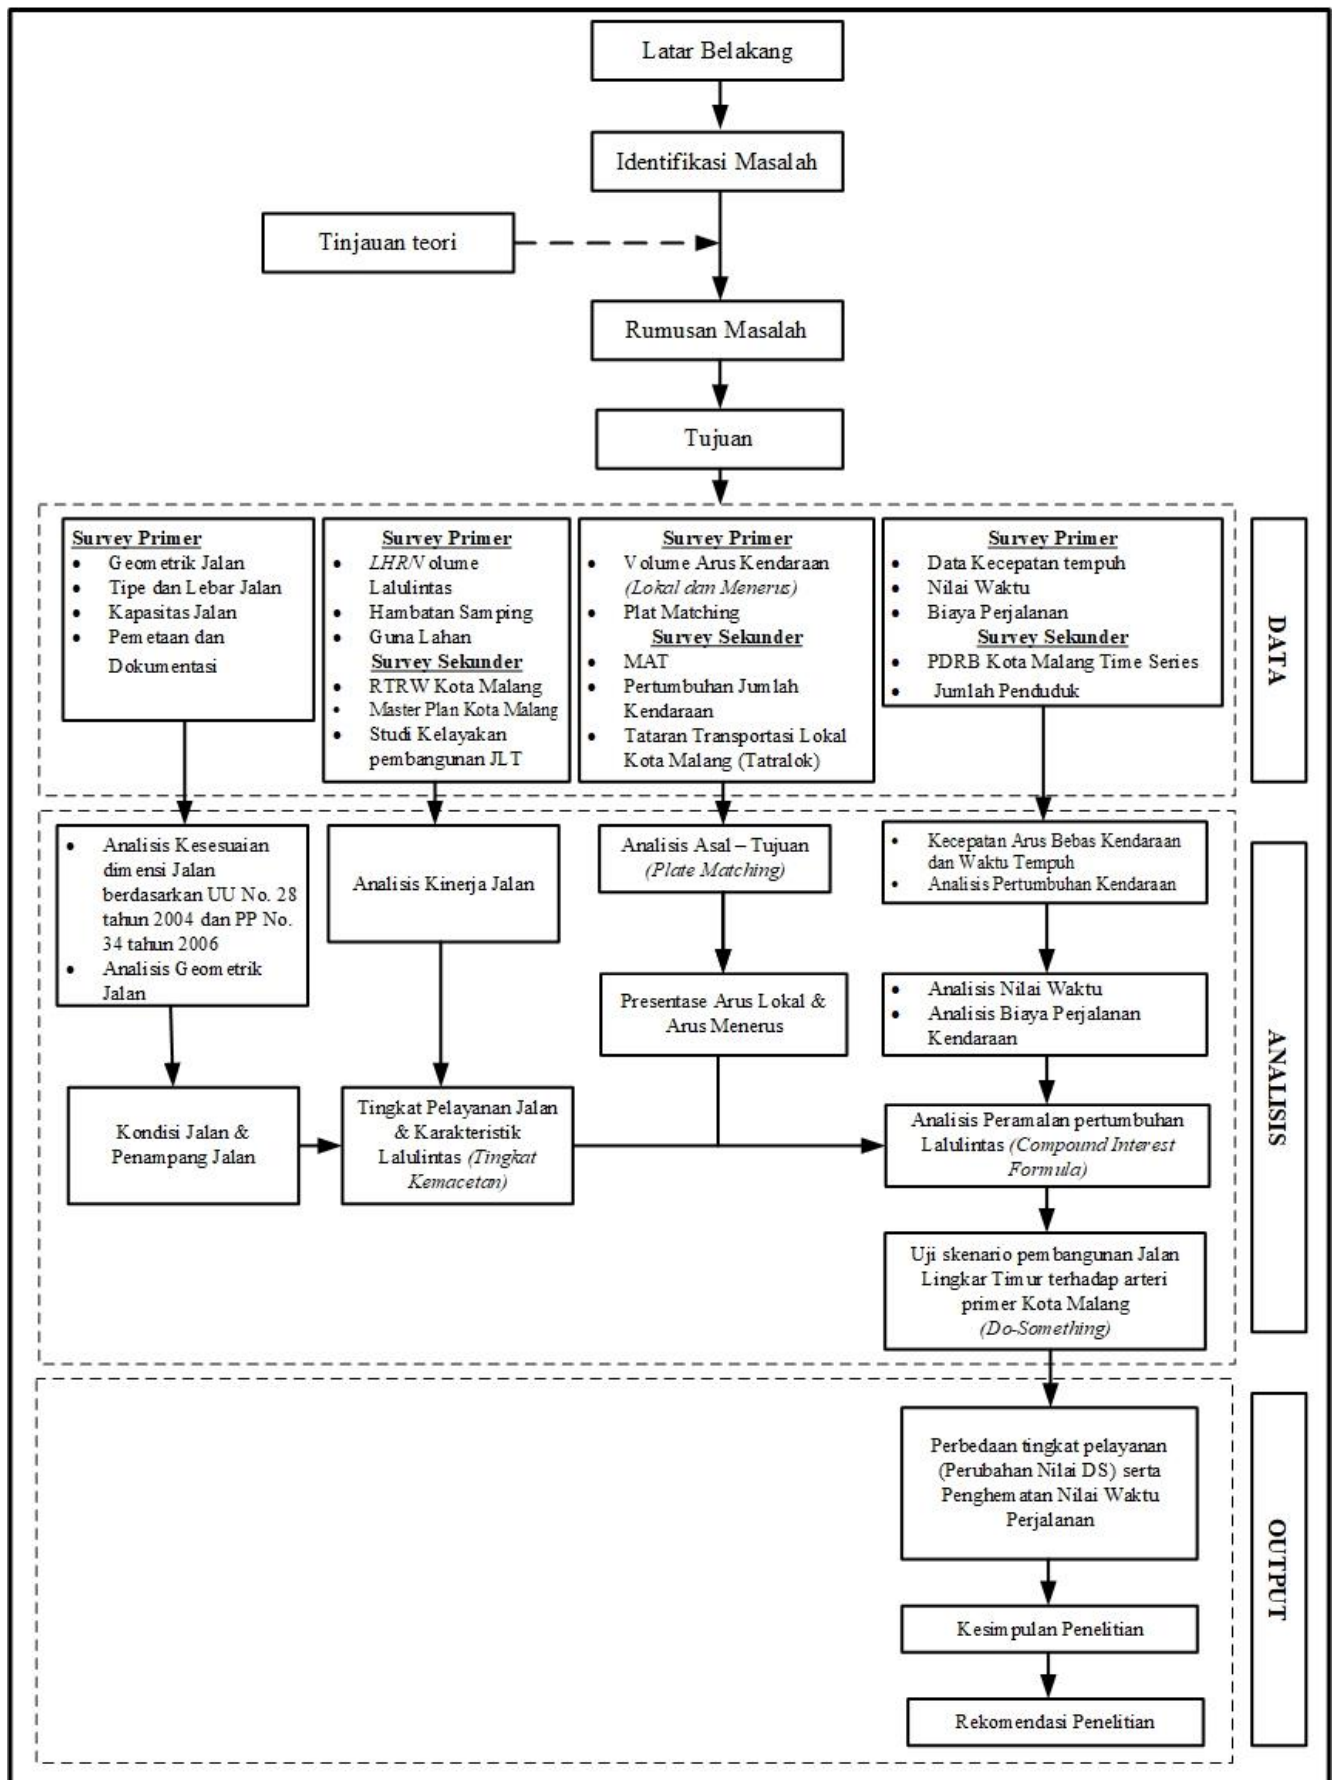 Latar Belakang
Identifikasi Masalah
Tinjauan teori
Rumusan Masalah
Tujuan
Survey Primer
• Geometrik Jalan
• Tipe dan Lebar Jalan
• Kapasitas Jalan
• Pemetaan dan
Dokumentasi
Survey Primer
• LHR/Volume
Lalulintas
• Hambatan Samping
• Guna Lahan
Survey Sekunder
• RTRW Kota Malang
• Master Plan Kota Malang
• Studi Kelayakan
pembangunan JLT
Survey Primer
• Volume Arus Kendaraan
(Lokal dan Menerus)
• Plat Matching
Survey Sekunder
• MAT
• Pertumbuhan Jumlah
Kendaraan
• Tataran Transportasi Lokal
Kota Malang (Tatralok)
Survey Primer
• Data Kecepatan tempuh
• Nilai Waktu
• Biaya Perjalanan
Survey Sekunder
• PDRB Kota Malang Time Series
• Jumlah Penduduk
DATA
• Analisis Kesesuaian
dimensi Jalan
berdasarkan UU No. 28
tahun 2004 dan PP No.
34 tahun 2006
• Analisis Geometrik
Jalan
Analisis Kinerja Jalan
Analisis Asal – Tujuan
(Plate Matching)
• Kecepatan Arus Bebas Kendaraan
dan Waktu Tempuh
• Analisis Pertumbuhan Kendaraan
Presentase Arus Lokal &
Arus Menerus
• Analisis Nilai Waktu
• Analisis Biaya Perjalanan
Kendaraan
Kondisi Jalan &
Penampang Jalan
Tingkat Pelayanan Jalan
& Karakteristik
Lalulintas (Tingkat
Kemacetan)
Analisis Peramalan pertumbuhan
Lalulintas (Compound Interest
Formula)
Uji skenario pembangunan Jalan
Lingkar Timur terhadap arteri
primer Kota Malang
(Do-Something)
ANALISIS
Perbedaan tingkat pelayanan
(Perubahan Nilai DS) serta
Penghematan Nilai Waktu
Perjalanan
Kesimpulan Penelitian
Rekomendasi Penelitian
OUTPUT